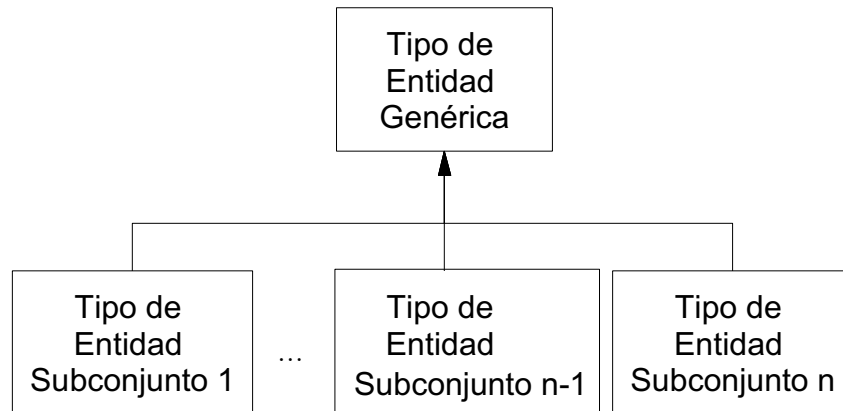 Tipo de
Entidad
Genérica
Tipo de
Entidad
Subconjunto 1
...
Tipo de
Entidad
Subconjunto n-1
Tipo de
Entidad
Subconjunto n